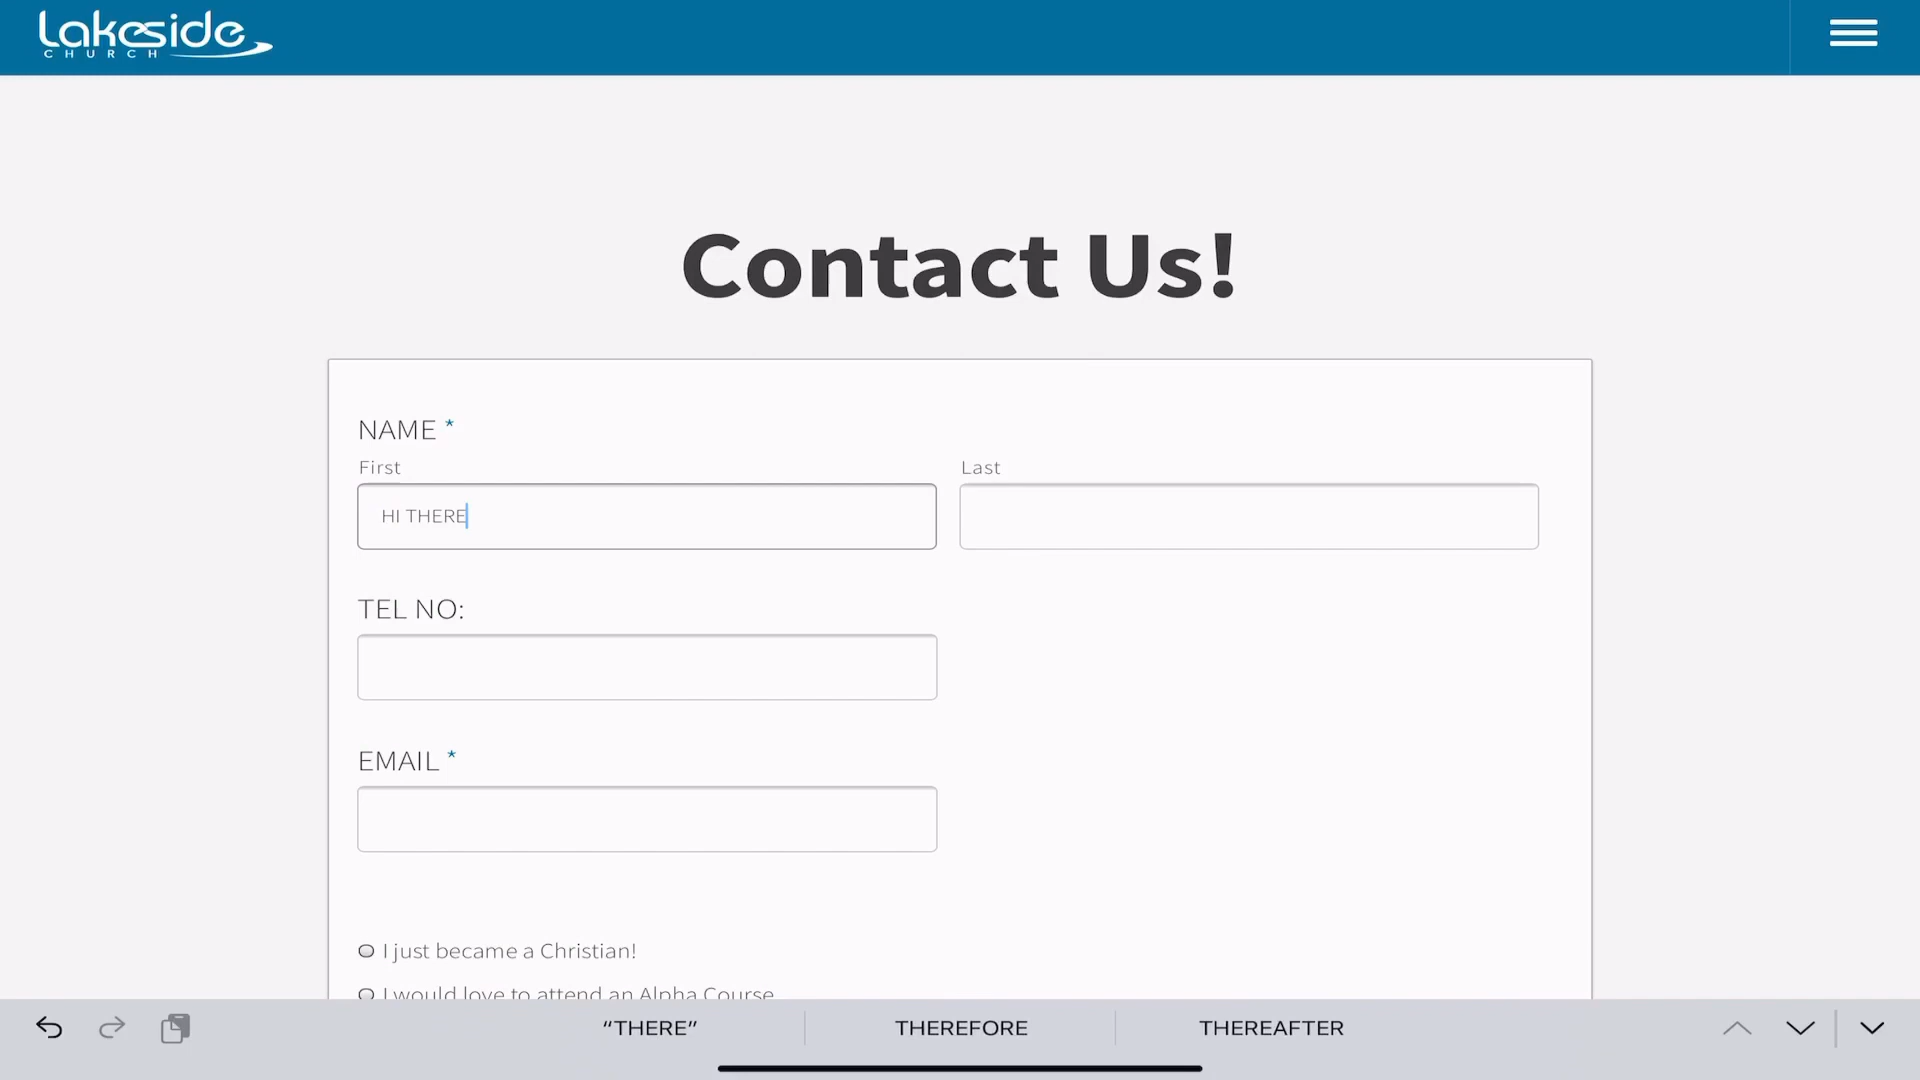 Lakeside
CHURCH
Contact Us!
NAME *
First
Last
HI THERE
TEL NO:
EMAIL *
I just became a Christian!
I would love to attend an Alpha Course
“THERE”
THEREFORE
THEREAFTER